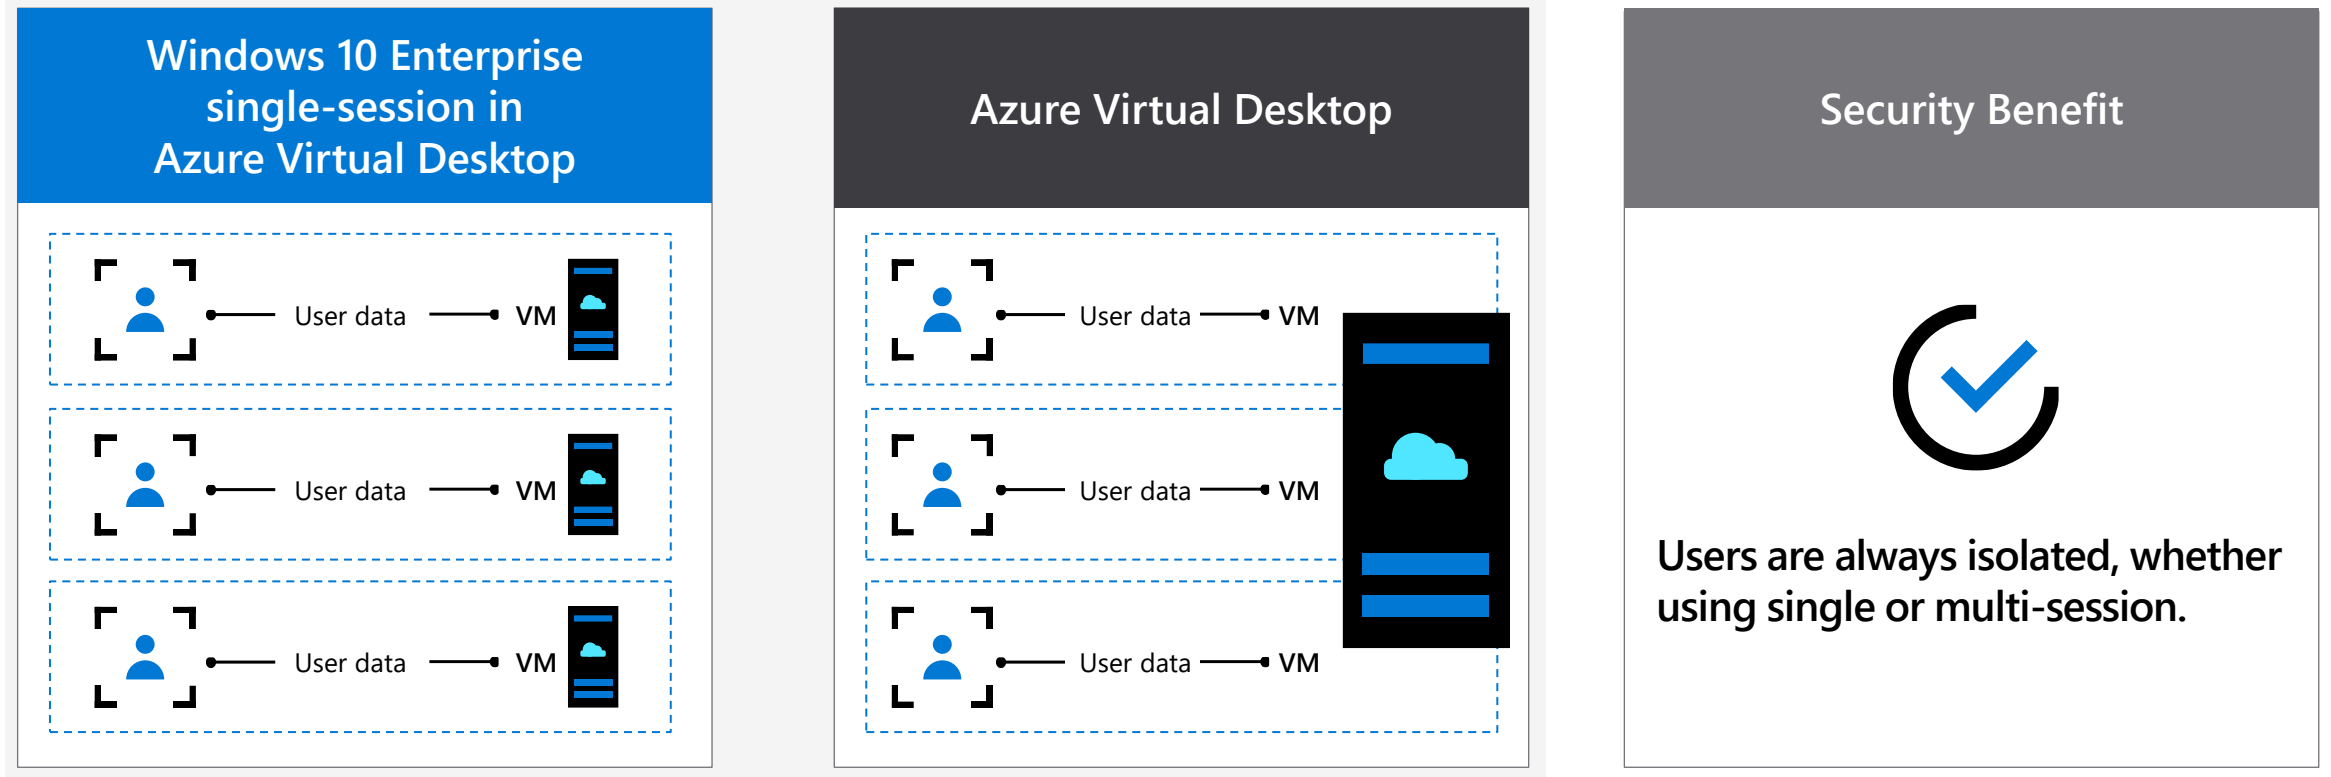 Windows 10 Enterprise
single-session in
Azure Virtual Desktop
User data VM
User data VM
User data VM
Azure Virtual Desktop
User data VM
User data VM
User data VM
Security Benefit
Users are always isolated, whether
using single or multi-session.